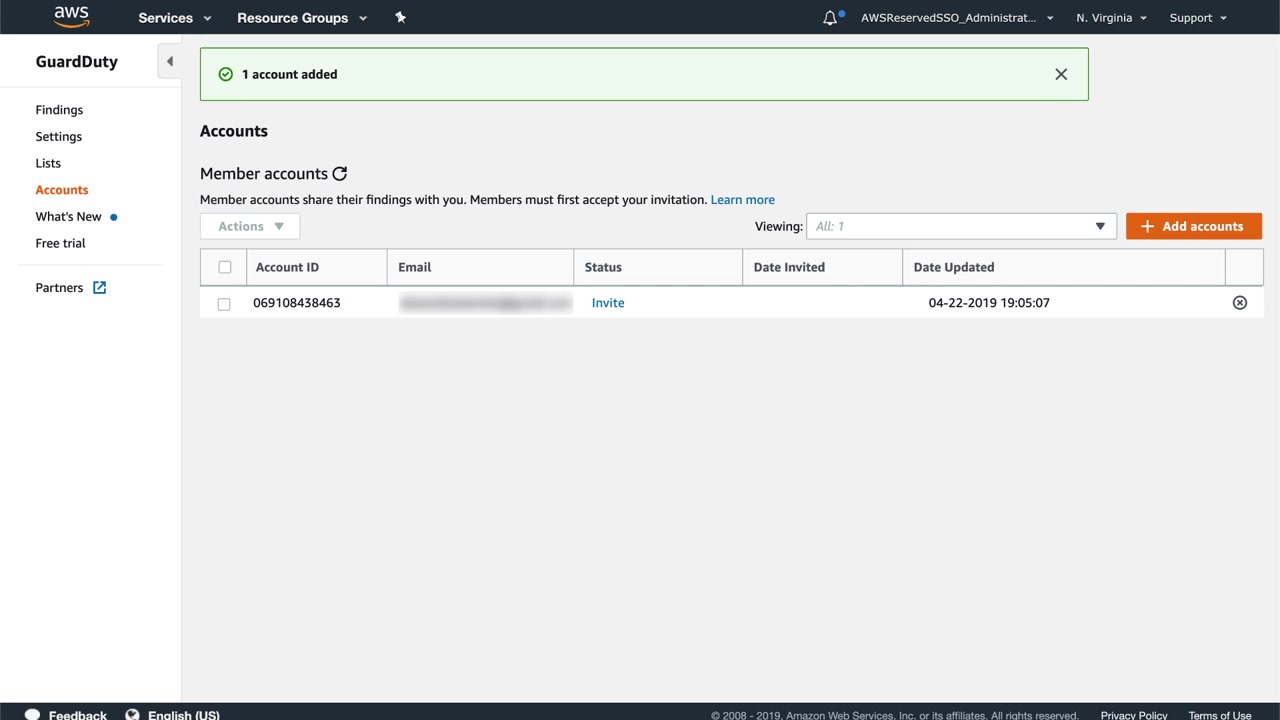 aws Services Resource Groups AWSReservedSSO_Administrat... N. Virginia Support
GuardDuty
Findings
Settings
Lists
Accounts
What's New
Free trial
Partners
1 account added
Accounts
Member accounts
Member accounts share their findings with you. Members must first accept your invitation. Learn more
Actions Viewing: All: 1 Add accounts
Account ID Email Status Date Invited Date Updated
069108438463 Invite 04-22-2019 19:05:07
Feedback English (US) © 2008 - 2019, Amazon Web Services, Inc. or its affiliates. All rights reserved. Privacy Policy Terms of Use